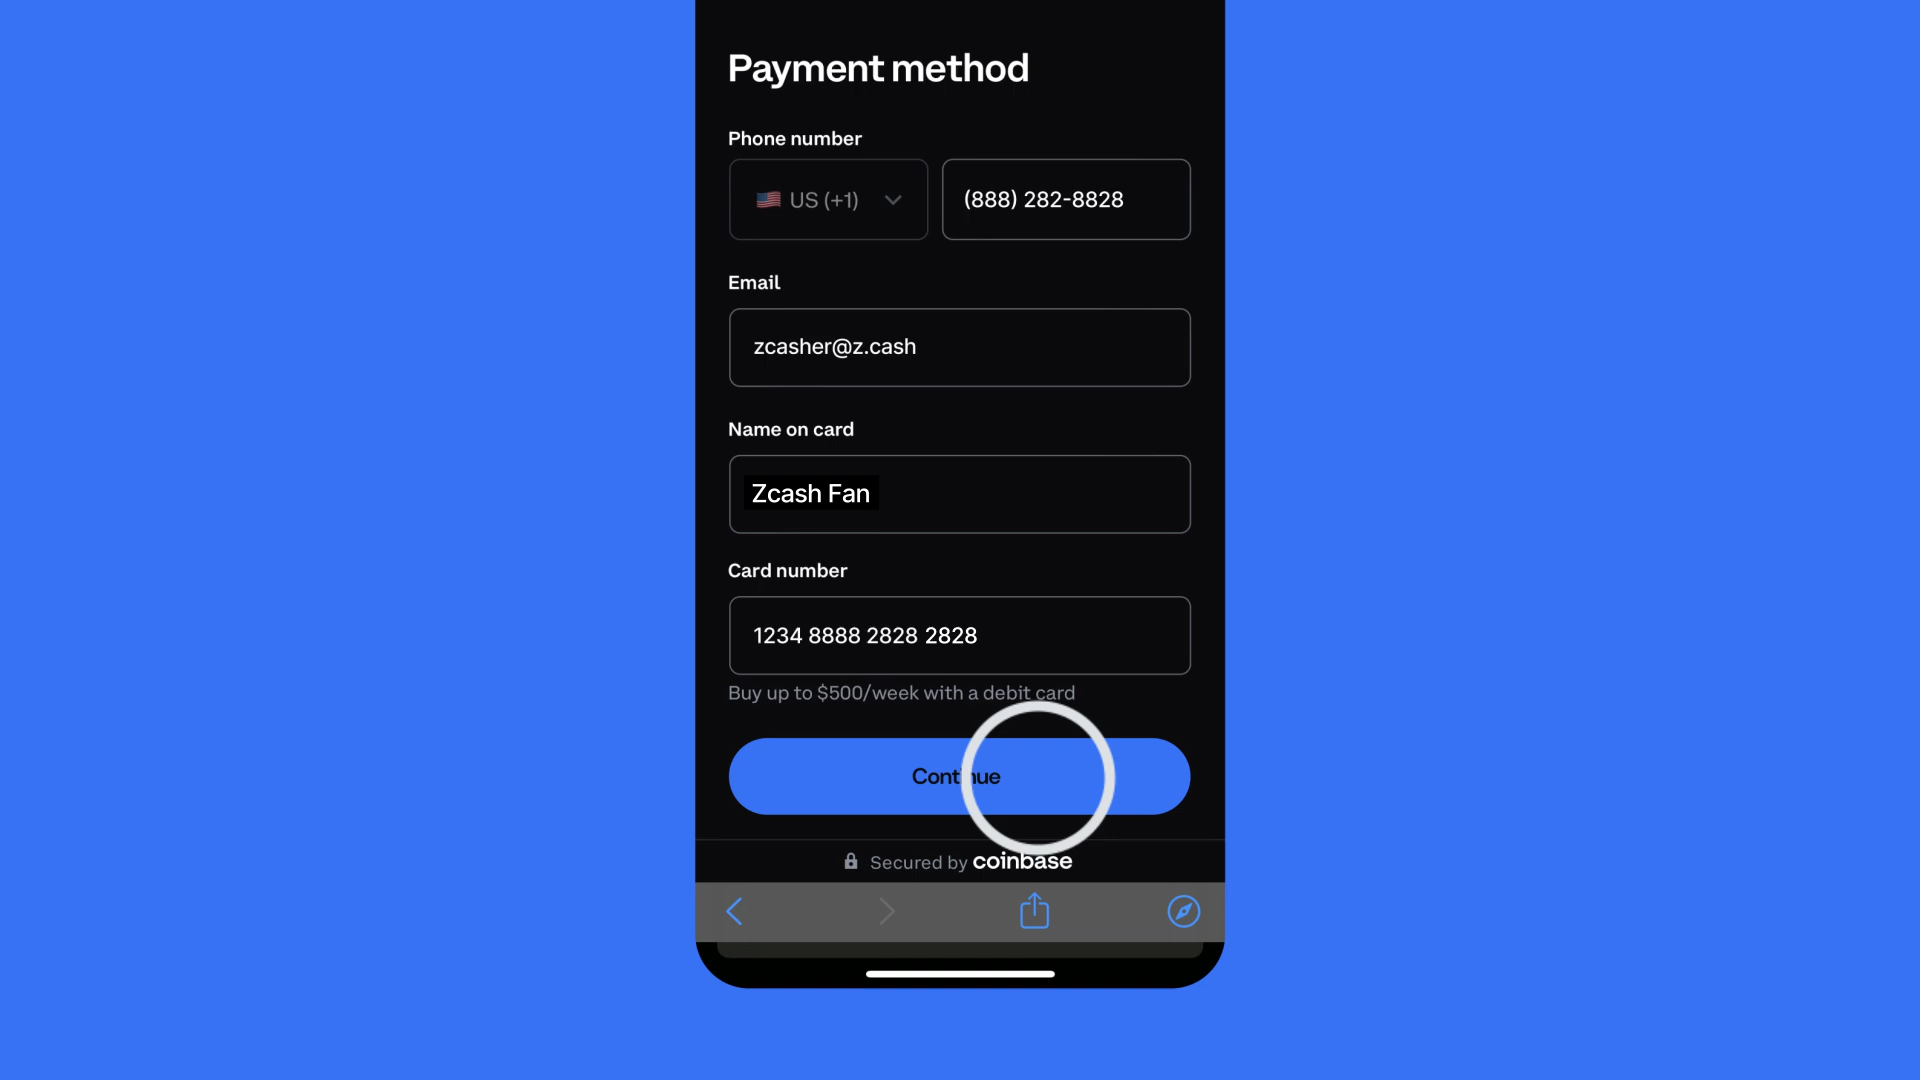 Payment method
Phone number
US (+1)
(888) 282-8828
Email
zcasher@z.cash
Name on card
Zcash Fan
Card number
1234 8888 2828 2828
Buy up to $500/week with a debit card
Continue
Secured by coinbase